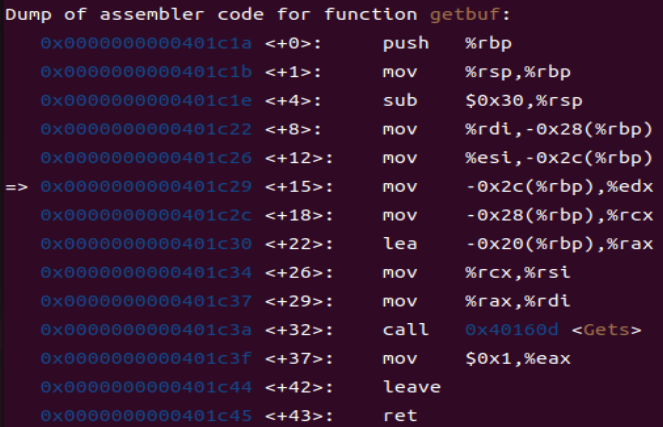 Dump of assembler code for function getbuf:
   0x0000000000401c1a <+0>:     push   %rbp
   0x0000000000401c1b <+1>:     mov    %rsp,%rbp
   0x0000000000401c1e <+4>:     sub    $0x30,%rsp
   0x0000000000401c22 <+8>:     mov    %rdi,-0x28(%rbp)
   0x0000000000401c26 <+12>:    mov    %esi,-0x2c(%rbp)
=> 0x0000000000401c29 <+15>:    mov    -0x2c(%rbp),%edx
   0x0000000000401c2c <+18>:    mov    -0x28(%rbp),%rcx
   0x0000000000401c30 <+22>:    lea    -0x20(%rbp),%rax
   0x0000000000401c34 <+26>:    mov    %rcx,%rsi
   0x0000000000401c37 <+29>:    mov    %rax,%rdi
   0x0000000000401c3a <+32>:    call   0x40160d <Gets>
   0x0000000000401c3f <+37>:    mov    $0x1,%eax
   0x0000000000401c44 <+42>:    leave
   0x0000000000401c45 <+43>:    ret